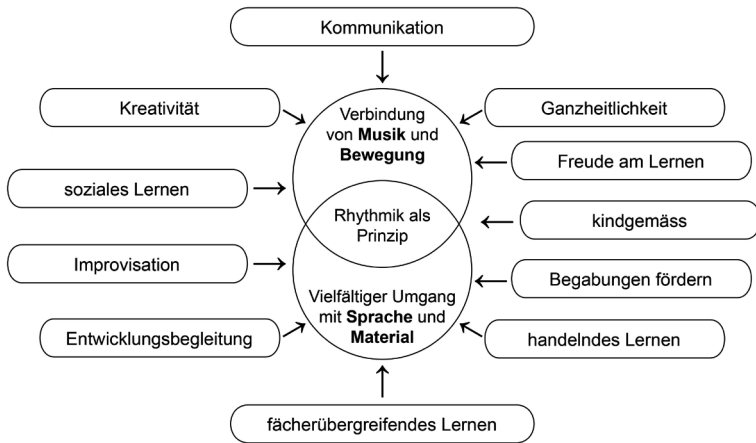 Kommunikation
Kreativität
Verbindung
von Musik und
Bewegung
Ganzheitlichkeit
Freude am Lernen
soziales Lernen
Rhythmik als
Prinzip
kindgemäss
Improvisation
Begabungen fördern
Vielfältiger Umgang
mit Sprache und
Material
Entwicklungsbegleitung
handelndes Lernen
fächerübergreifendes Lernen